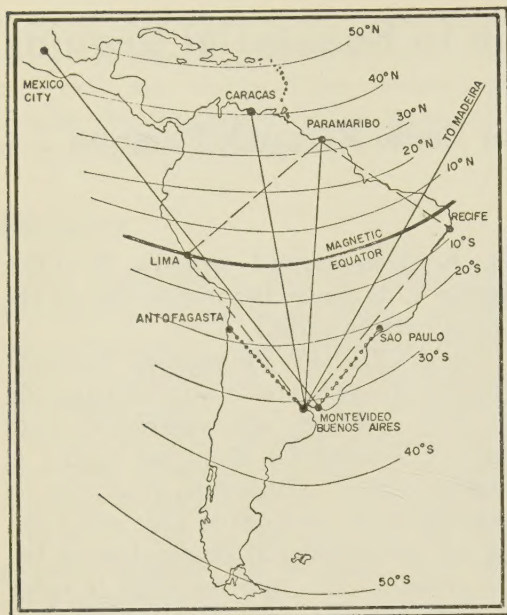 50°N
MEXICO
CITY
CARACAS
40°N
PARAMARIBO
30°N
TO MADEIRA
20°N
10°N
RECIFE
MAGNETIC
EQUATOR
LIMA
10°S
20°S
ANTOFAGASTA
SAO PAULO
30°S
MONTEVIDEO
BUENOS AIRES
40°S
50°S